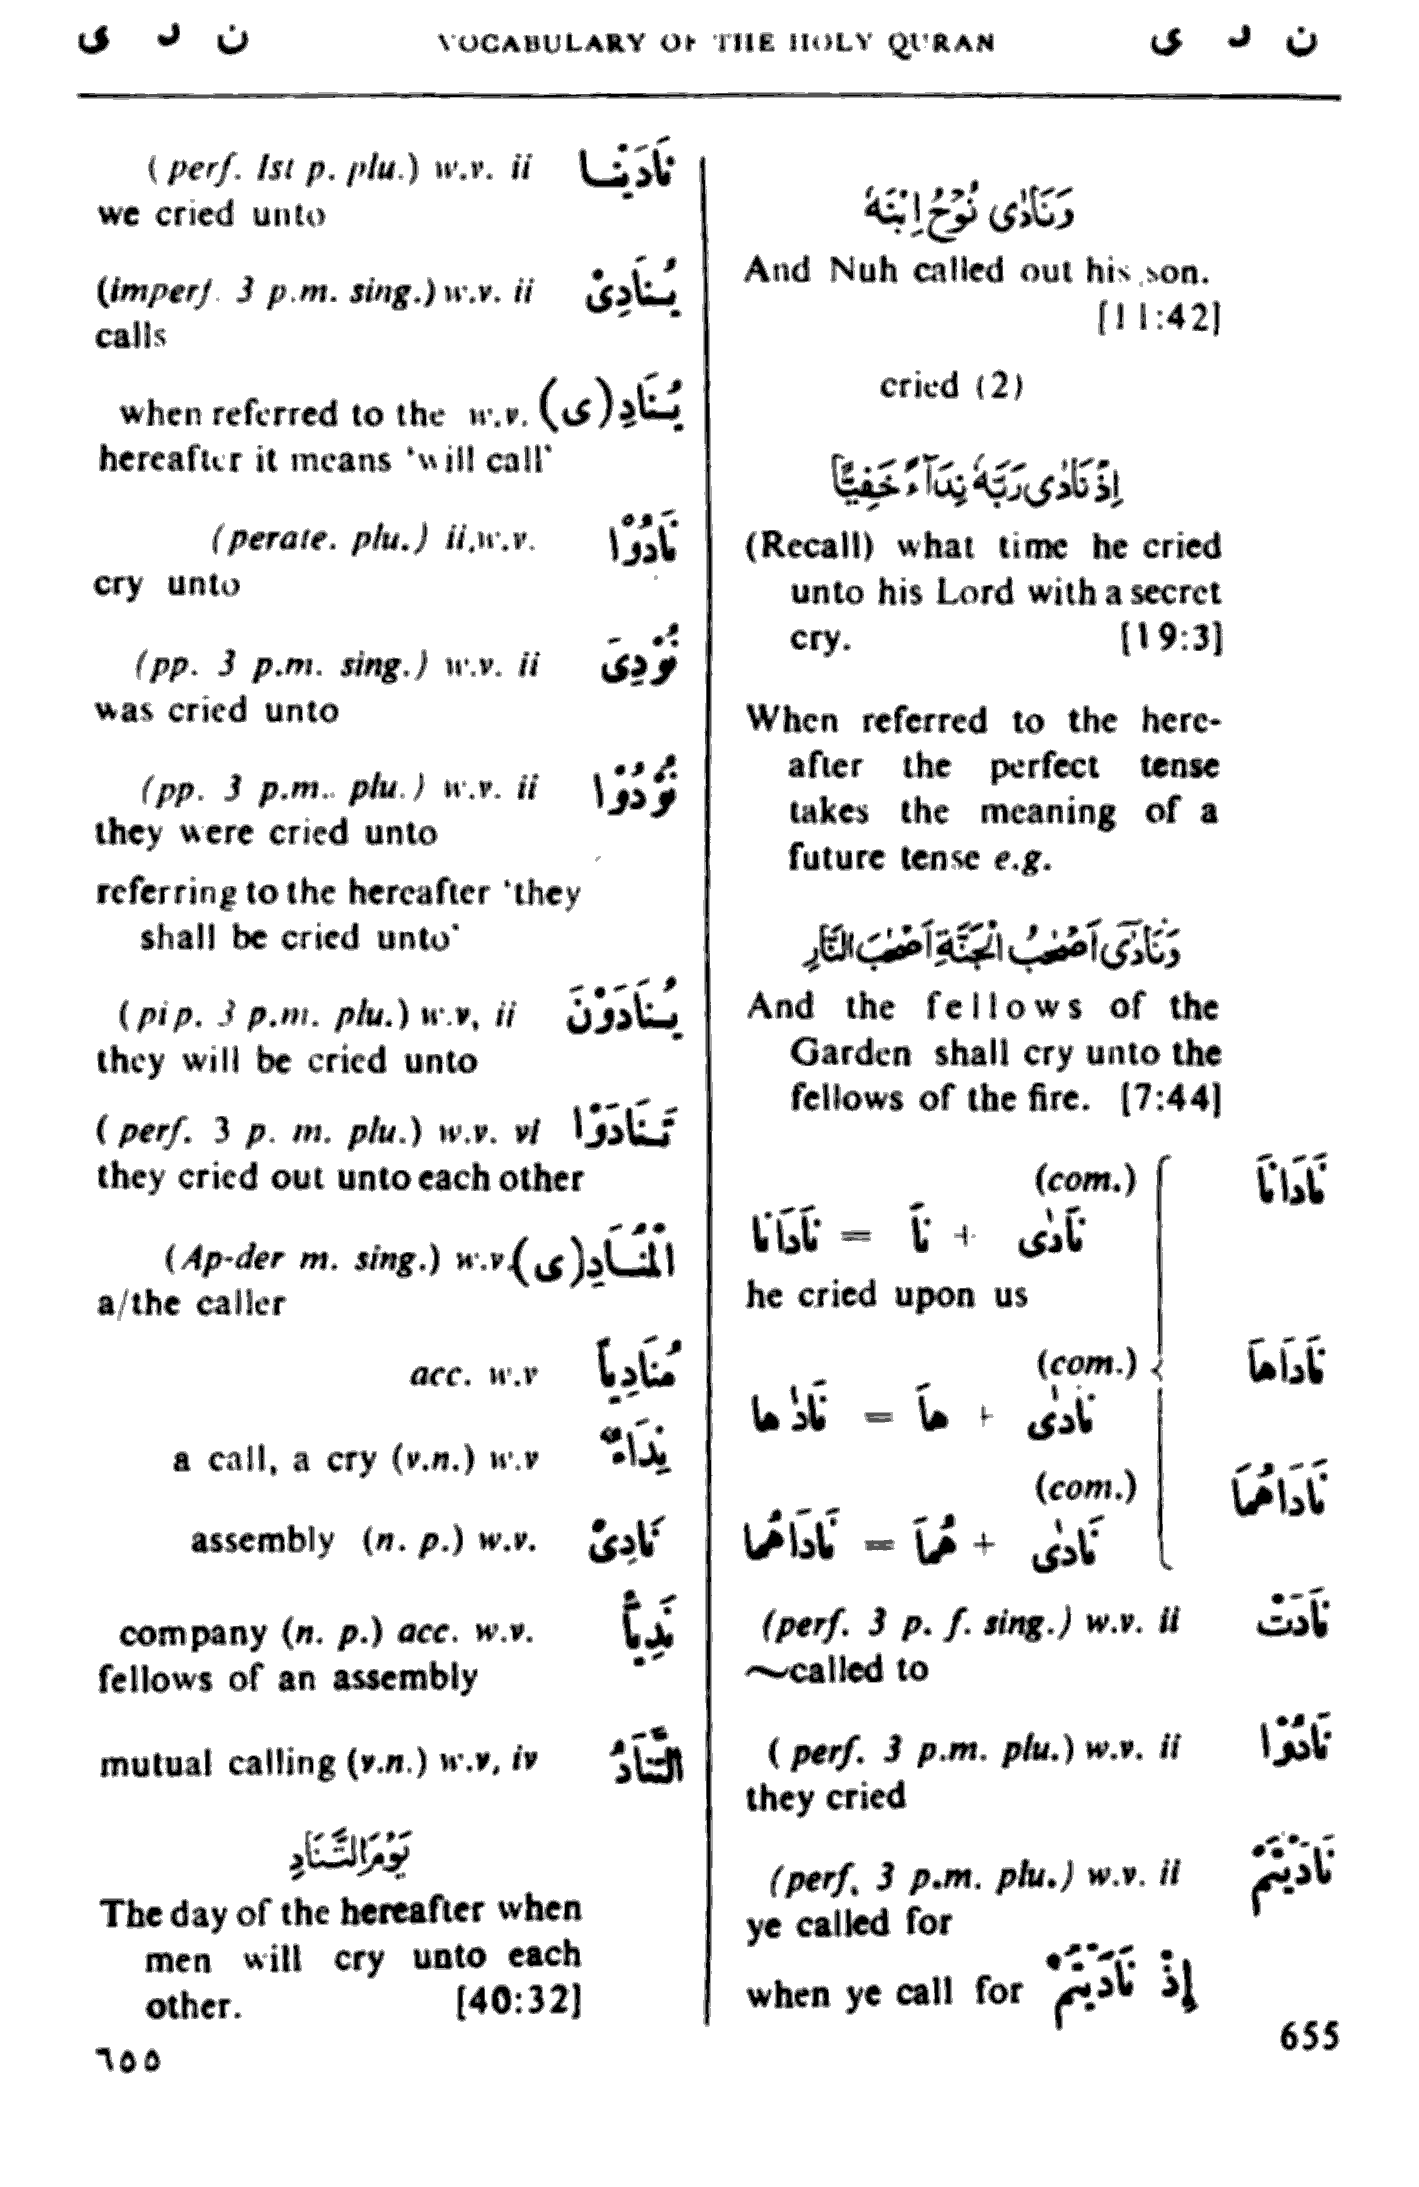 ن د ى VOCABULARY OF THE HOLY QURAN ن د ى
وَنَادٰى نُوْحُ اِبْنَهٗ
And Nuh called out his son.
[11:42]
cried (2)
اِذْ نَادٰى رَبَّهٗ نِدَآءً خَفِيًّا
(Recall) what time he cried
unto his Lord with a secret
cry. [19:3]
When referred to the here-
after the perfect tense
takes the meaning of a
future tense e.g.
وَنَادٰٓى اَصْحٰبُ الْجَنَّةِ اَصْحٰبَ النَّارِ
And the fellows of the
Garden shall cry unto the
fellows of the fire. [7:44]
(com.) نَادَانَا
نَادٰى + نَا = نَادَانَا
he cried upon us
(com.) نَادَاهَا
نَادٰى + هَا = نَادٰها
(com.) نَادَاهُمَا
نَادٰى + هُمَا = نَادَاهُمَا
(perf. 3 p. f. sing.) w.v. ii نَادَتْ
~called to
( perf. 3 p.m. plu.) w.v. ii نَادَوْا
they cried
(perf. 3 p.m. plu.) w.v. ii نَادَيْتُمْ
ye called for
when ye call for إِذْ نَادَيْتُمْ
655
( perf. 1st p. plu.) w.v. ii نَادَيْنَا
we cried unto
(imperf. 3 p.m. sing.) w.v. ii يُنَادِىْ
calls
when referred to the w.v. يُنَادِ(ى)
hereafter it means 'will call'
(perate. plu.) ii.w.v. نَادُوْا
cry unto
(pp. 3 p.m. sing.) w.v. ii نُوْدِىَ
was cried unto
(pp. 3 p.m.. plu.) w.v. ii نُوْدُوْا
they were cried unto
referring to the hereafter 'they
shall be cried unto'
(pip. 3 p.m. plu.) w.v, ii يُنَادَوْنَ
they will be cried unto
( perf. 3 p. m. plu.) w.v. vi تَنَادَوْا
they cried out unto each other
(Ap-der m. sing.) w.v. الْمُنَادِ(ى)
a/the caller
acc. w.v مُنَادِياً
a call, a cry (v.n.) w.v نِدَاءٌ
assembly (n. p.) w.v. نَادِىْ
company (n. p.) acc. w.v. نَدِيًّا
fellows of an assembly
mutual calling (v.n.) w.v, iv التَّنَادُ
يَوْمَ التَّنَادِ
The day of the hereafter when
men will cry unto each
other. [40:32]
٦٥٥